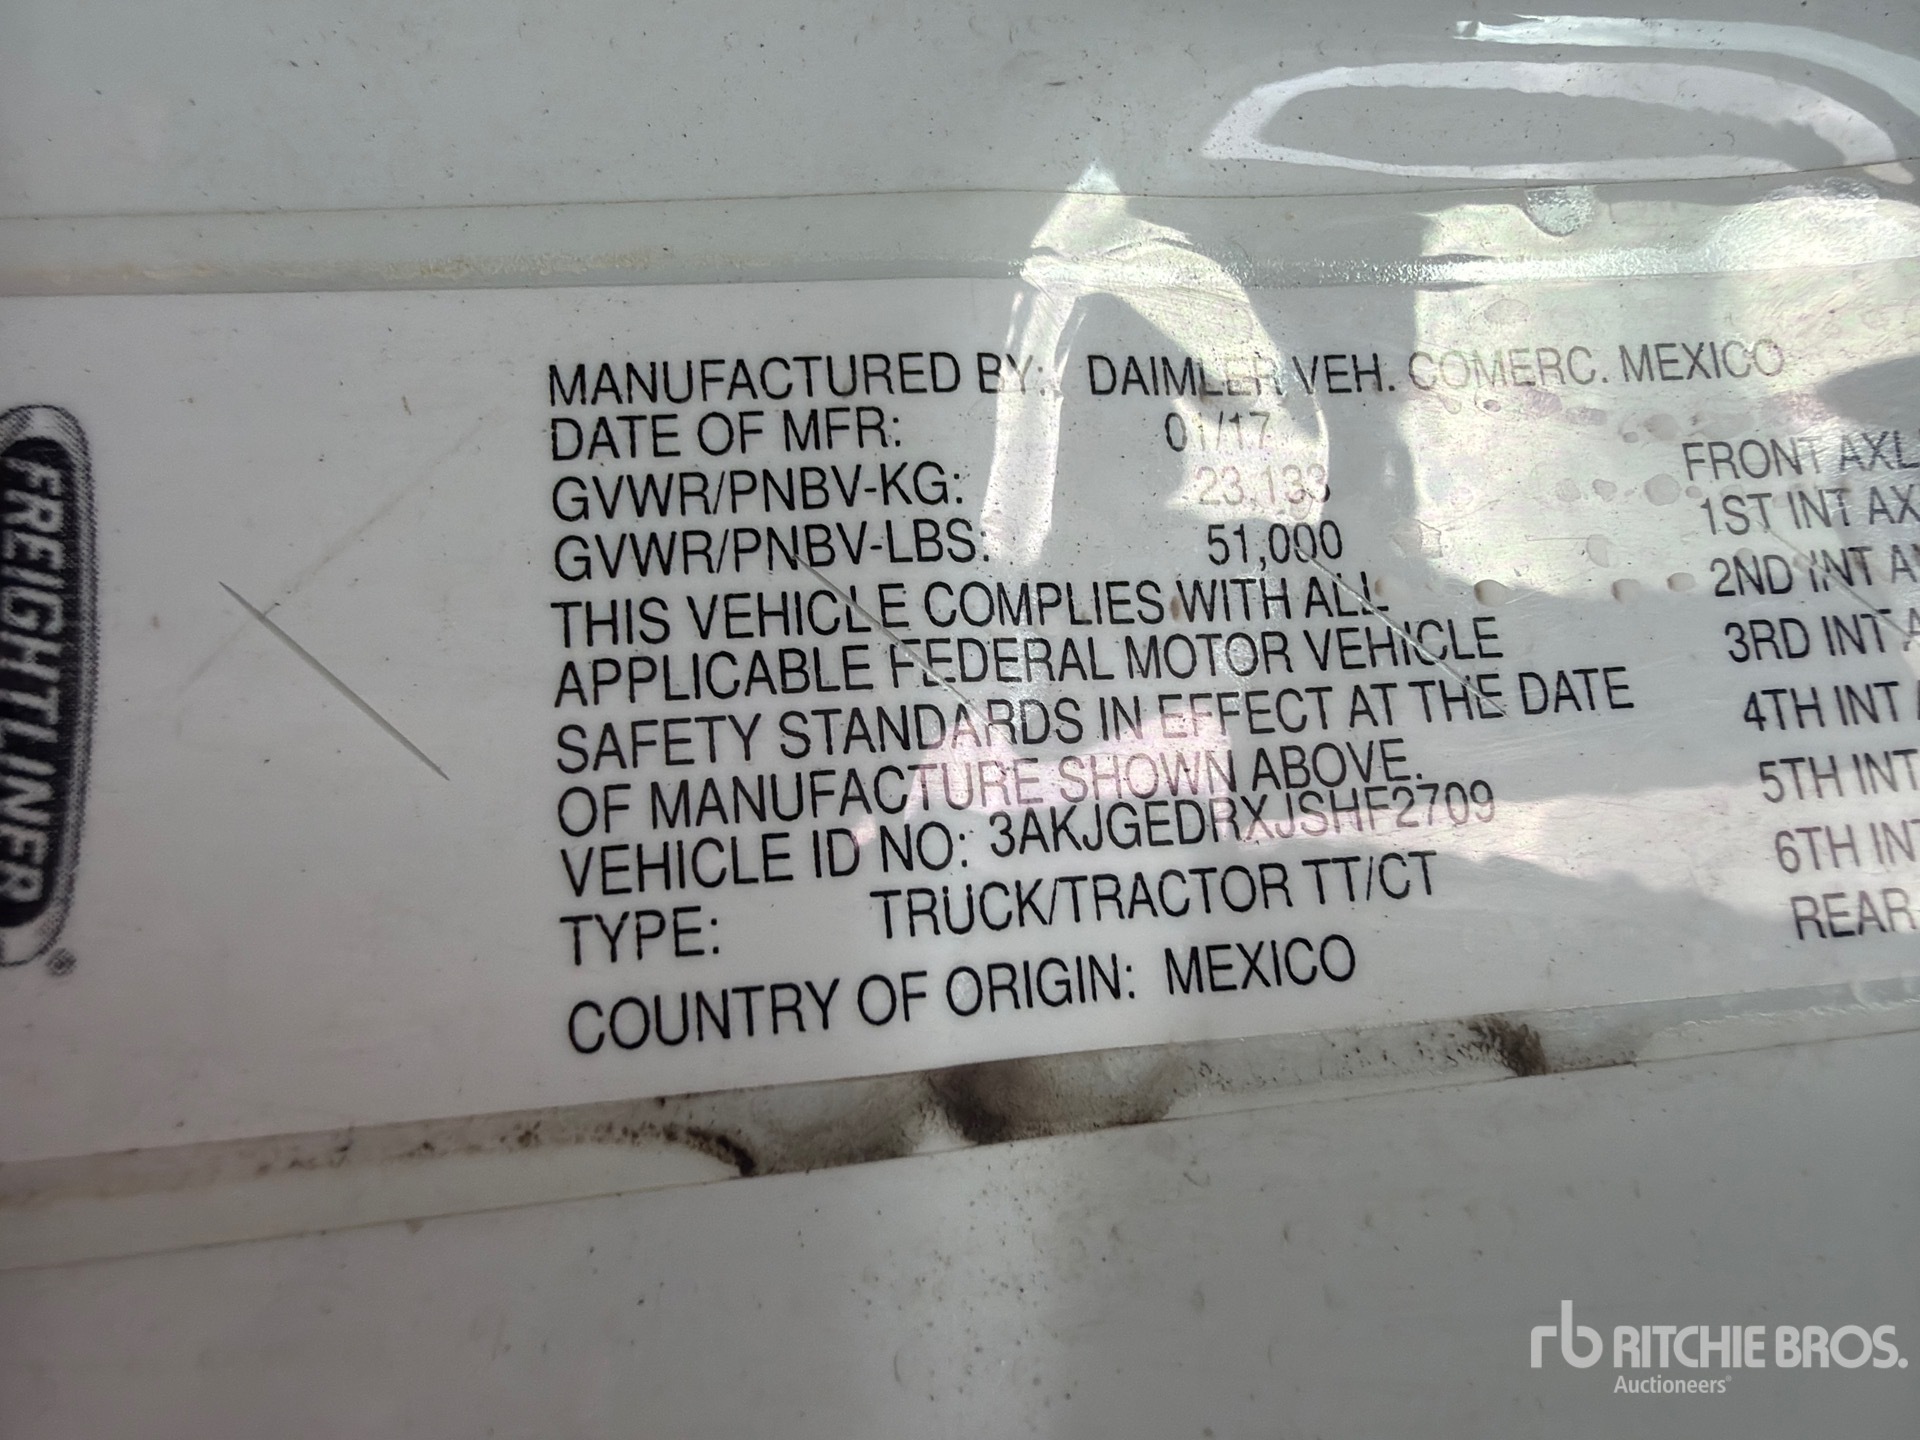 FREIGHTLINER®
MANUFACTURED BY: DAIMLER VEH. COMERC. MEXICO
DATE OF MFR: 01/17
GVWR/PNBV-KG: 23,133
GVWR/PNBV-LBS: 51,000
THIS VEHICLE COMPLIES WITH ALL
APPLICABLE FEDERAL MOTOR VEHICLE
SAFETY STANDARDS IN EFFECT AT THE DATE
OF MANUFACTURE SHOWN ABOVE.
VEHICLE ID NO: 3AKJGEDRXJSHF2709
TYPE: TRUCK/TRACTOR TT/CT
COUNTRY OF ORIGIN: MEXICO
FRONT AXL
1ST INT AX
2ND INT A
3RD INT A
4TH INT
5TH INT
6TH INT
REAR
rb RITCHIE BROS.
Auctioneers®